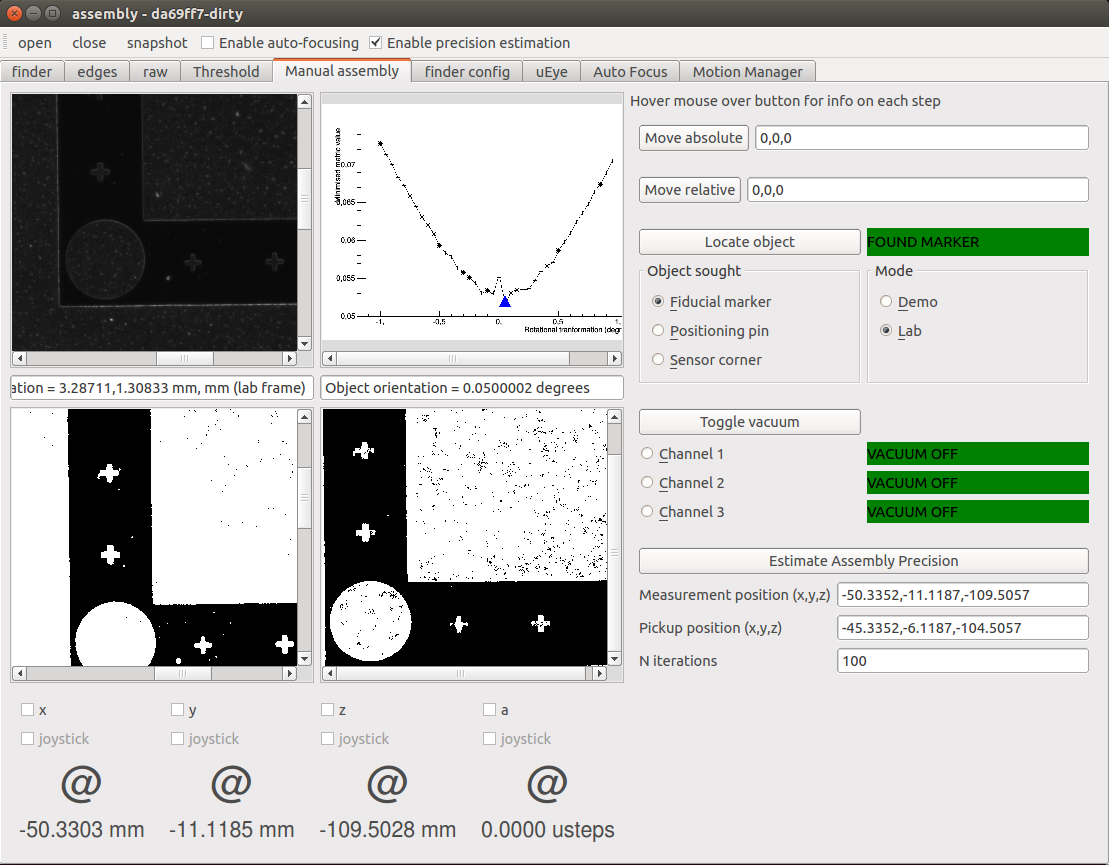 assembly - da69ff7-dirty
open close snapshot Enable auto-focusing Enable precision estimation
finder edges raw Threshold Manual assembly finder config uEye Auto Focus Motion Manager
Hover mouse over button for info on each step
Move absolute 0,0,0
Move relative 0,0,0
Minimised metric value
0.07
0,065
0,06
0,055
0.05
-1, -0,5 0. 0.5 1.
Rotational tranformation (degr
Locate object FOUND MARKER
Object sought Mode
Fiducial marker Demo
Positioning pin Lab
Sensor corner
ation = 3.28711,1.30833 mm, mm (lab frame) Object orientation = 0.0500002 degrees
Toggle vacuum
Channel 1 VACUUM OFF
Channel 2 VACUUM OFF
Channel 3 VACUUM OFF
Estimate Assembly Precision
Measurement position (x,y,z) -50.3352,-11.1187,-109.5057
Pickup position (x,y,z) -45.3352,-6.1187,-104.5057
N iterations 100
x y z a
joystick joystick joystick joystick
@ @ @ @
-50.3303 mm -11.1185 mm -109.5028 mm 0.0000 usteps